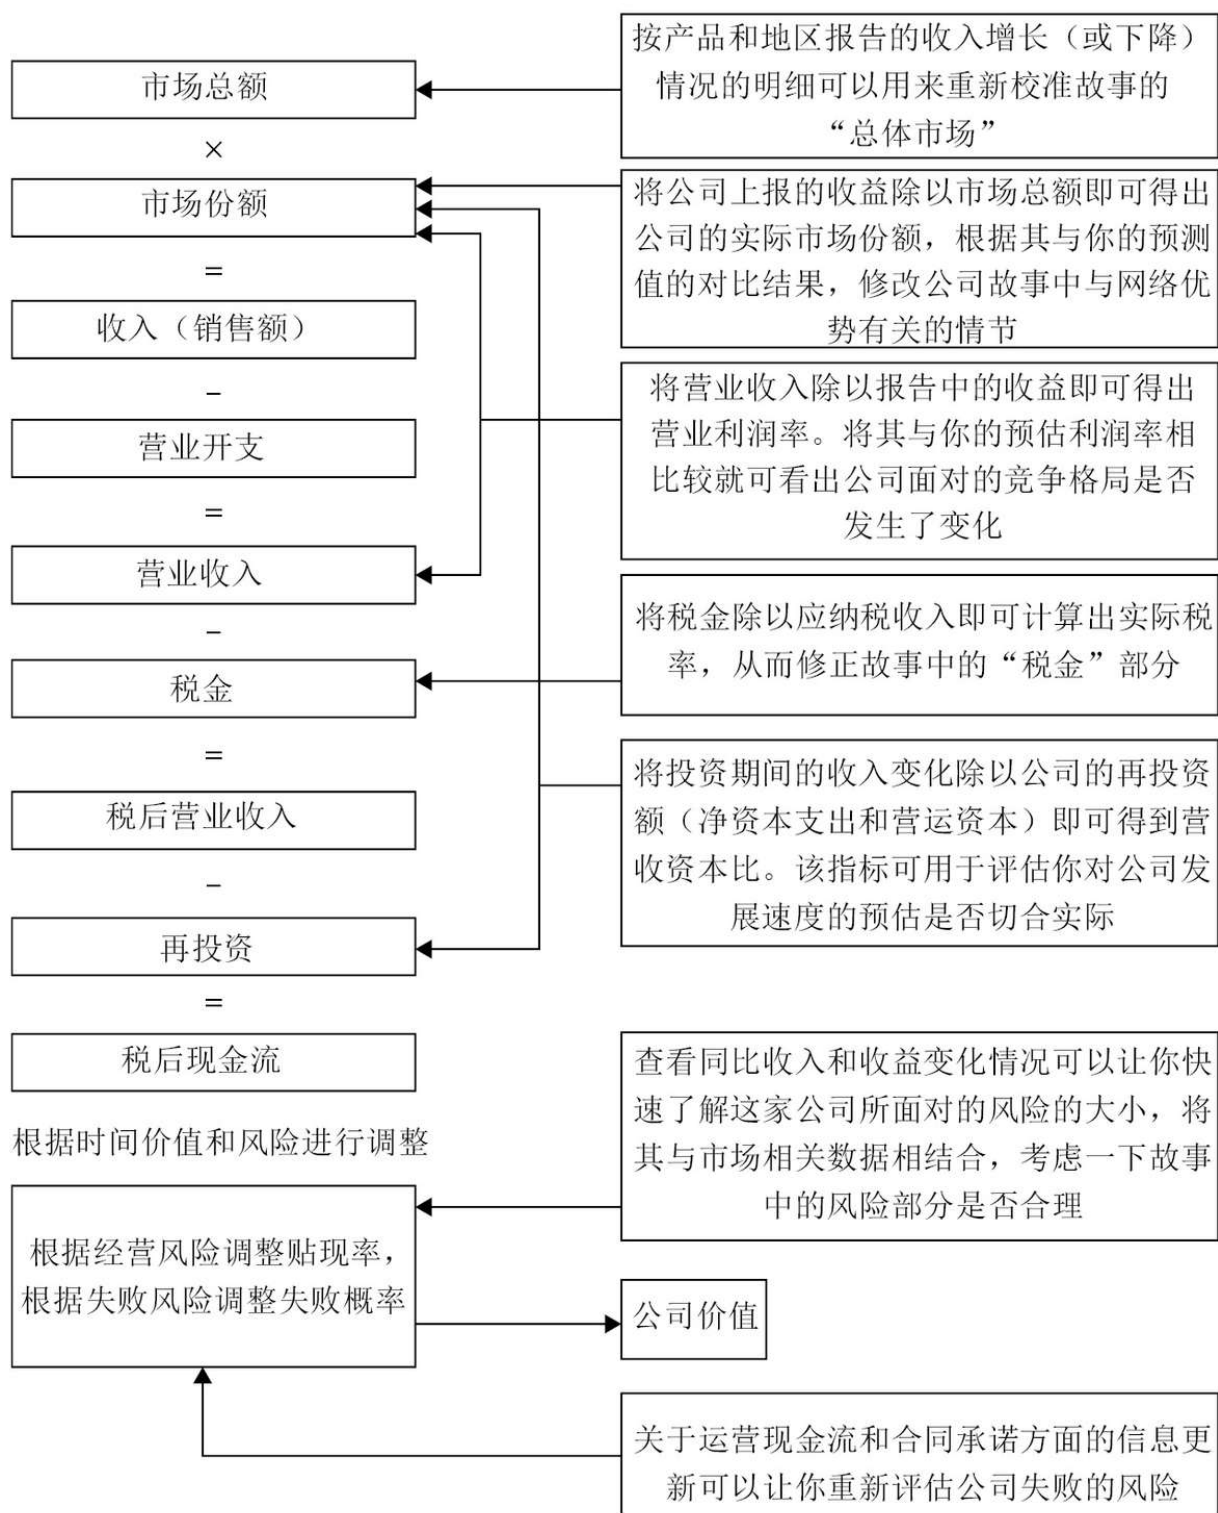 市场总额
×
市场份额
=
收入（销售额）
-
营业开支
=
营业收入
-
税金
=
税后营业收入
-
再投资
=
税后现金流
根据时间价值和风险进行调整
根据经营风险调整贴现率，
根据失败风险调整失败概率
按产品和地区报告的收入增长（或下降）
情况的明细可以用来重新校准故事的
“总体市场”
将公司上报的收益除以市场总额即可得出
公司的实际市场份额，根据其与你的预测
值的对比结果，修改公司故事中与网络优
势有关的情节
将营业收入除以报告中的收益即可得出
营业利润率。将其与你的预估利润率相
比较就可看出公司面对的竞争格局是否
发生了变化
将税金除以应纳税收入即可计算出实际税
率，从而修正故事中的“税金”部分
将投资期间的收入变化除以公司的再投资
额（净资本支出和营运资本）即可得到营
收资本比。该指标可用于评估你对公司发
展速度的预估是否切合实际
查看同比收入和收益变化情况可以让你快
速了解这家公司所面对的风险的大小，将
其与市场相关数据相结合，考虑一下故事
中的风险部分是否合理
公司价值
关于运营现金流和合同承诺方面的信息更
新可以让你重新评估公司失败的风险